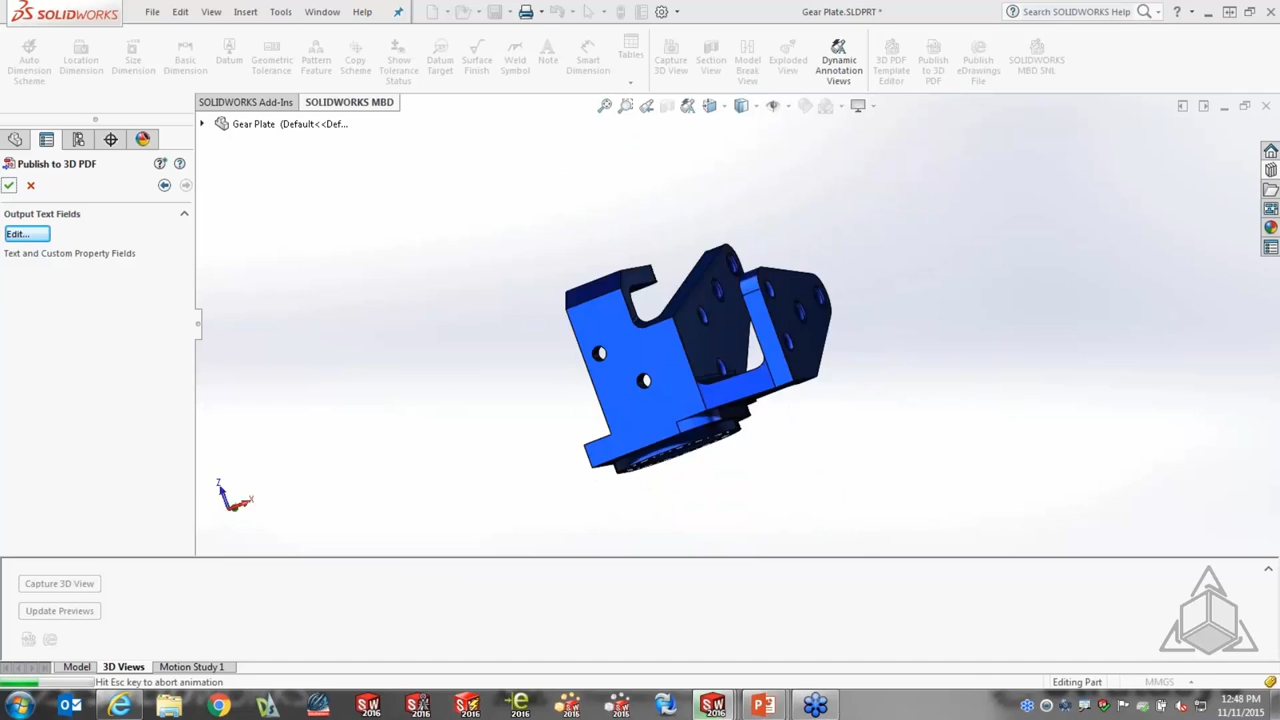 SOLIDWORKS File Edit View Insert Tools Window Help Gear Plate.SLDPRT * Search SOLIDWORKS Help
Auto Dimension Scheme
Location Dimension
Size Dimension
Basic Dimension
Datum
Geometric Tolerance
Pattern Feature
Copy Scheme
Show Tolerance Status
Datum Target
Surface Finish
Weld Symbol
Note
Smart Dimension
Tables
Capture 3D View
Section View
Model Break View
Exploded View
Dynamic Annotation Views
3D PDF Template Editor
Publish to 3D PDF
Publish eDrawings File
SOLIDWORKS MBD SNL
SOLIDWORKS Add-Ins SOLIDWORKS MBD
Gear Plate (Default<<Def...
Publish to 3D PDF
Output Text Fields
Edit...
Text and Custom Property Fields
Z
X
Capture 3D View
Update Previews
Model 3D Views Motion Study 1
Hit Esc key to abort animation Editing Part MMGS
2016 2016 2016 2016 2015 2016
12:48 PM
11/11/2015